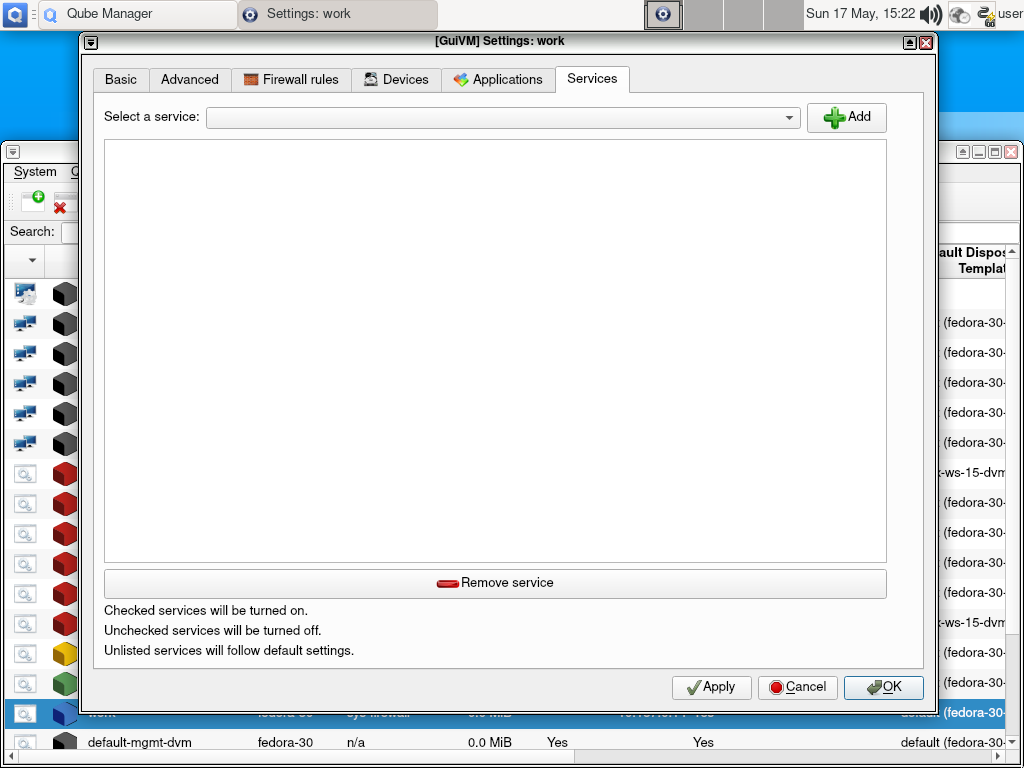 Qube Manager
Settings: work
Sun 17 May, 15:22
user
[GuiVM] Settings: work
Basic
Advanced
Firewall rules
Devices
Applications
Services
Select a service:
Add
System
Search:
ault Dispos
Templat
(fedora-30-
(fedora-30-
(fedora-30-
(fedora-30-
(fedora-30-
-ws-15-dvm
(fedora-30-
(fedora-30-
(fedora-30-
(fedora-30-
-ws-15-dvm
(fedora-30-
(fedora-30-
Remove service
Checked services will be turned on.
Unchecked services will be turned off.
Unlisted services will follow default settings.
Apply
Cancel
OK
(fedora-30-
default-mgmt-dvm fedora-30 n/a 0.0 MiB Yes Yes default (fedora-30-